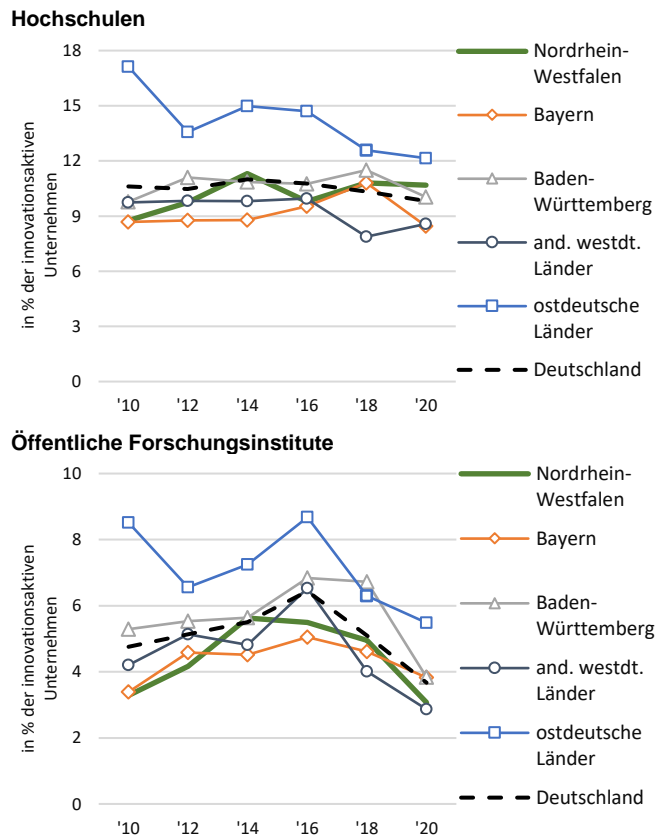 Hochschulen
in % der innovationsaktiven
Unternehmen
18
15
12
9
6
3
0
'10 '12 '14 '16 '18 '20
Nordrhein-
Westfalen
Bayern
Baden-
Württemberg
and. westdt.
Länder
ostdeutsche
Länder
Deutschland
Öffentliche Forschungsinstitute
in % der innovationsaktiven
Unternehmen
10
8
6
4
2
0
'10 '12 '14 '16 '18 '20
Nordrhein-
Westfalen
Bayern
Baden-
Württemberg
and. westdt.
Länder
ostdeutsche
Länder
Deutschland